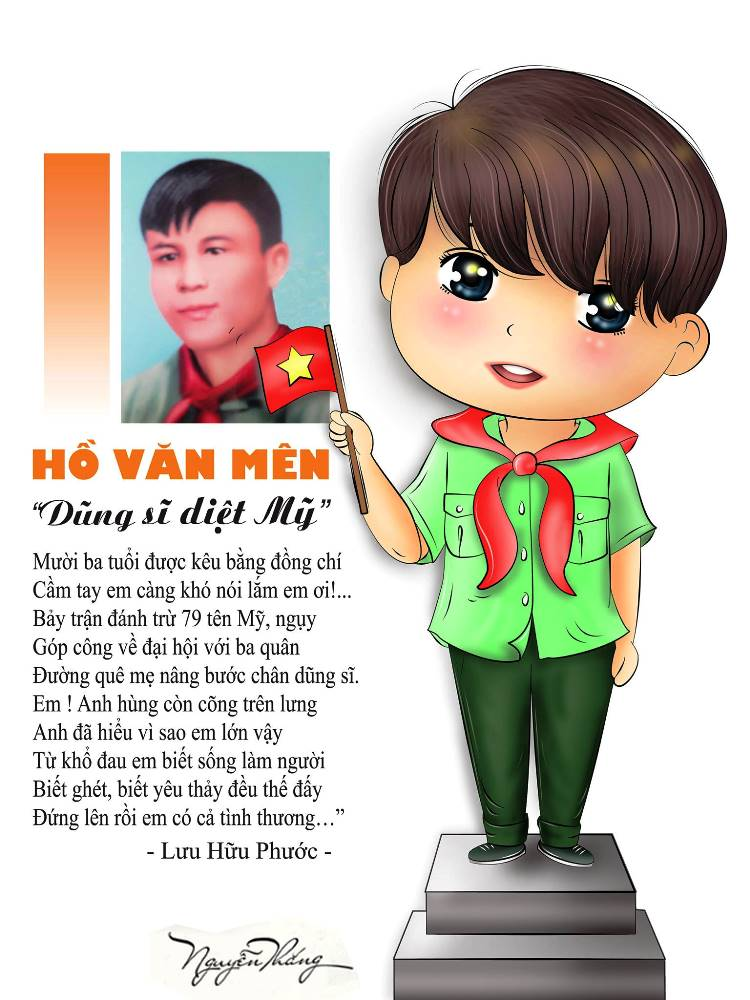 HỒ VĂN MÊN
“Dũng sĩ diệt Mỹ”
Mười ba tuổi được kêu bằng đồng chí
Cầm tay em càng khó nói lắm em ơi!...
Bảy trận đánh trừ 79 tên Mỹ, ngụy
Góp công về đại hội với ba quân
Đường quê mẹ nâng bước chân dũng sĩ.
Em ! Anh hùng còn cõng trên lưng
Anh đã hiểu vì sao em lớn vậy
Từ khổ đau em biết sống làm người
Biết ghét, biết yêu thảy đều thế đấy
Đứng lên rồi em có cả tình thương…”
- Lưu Hữu Phước -
Nguyễn Thắng